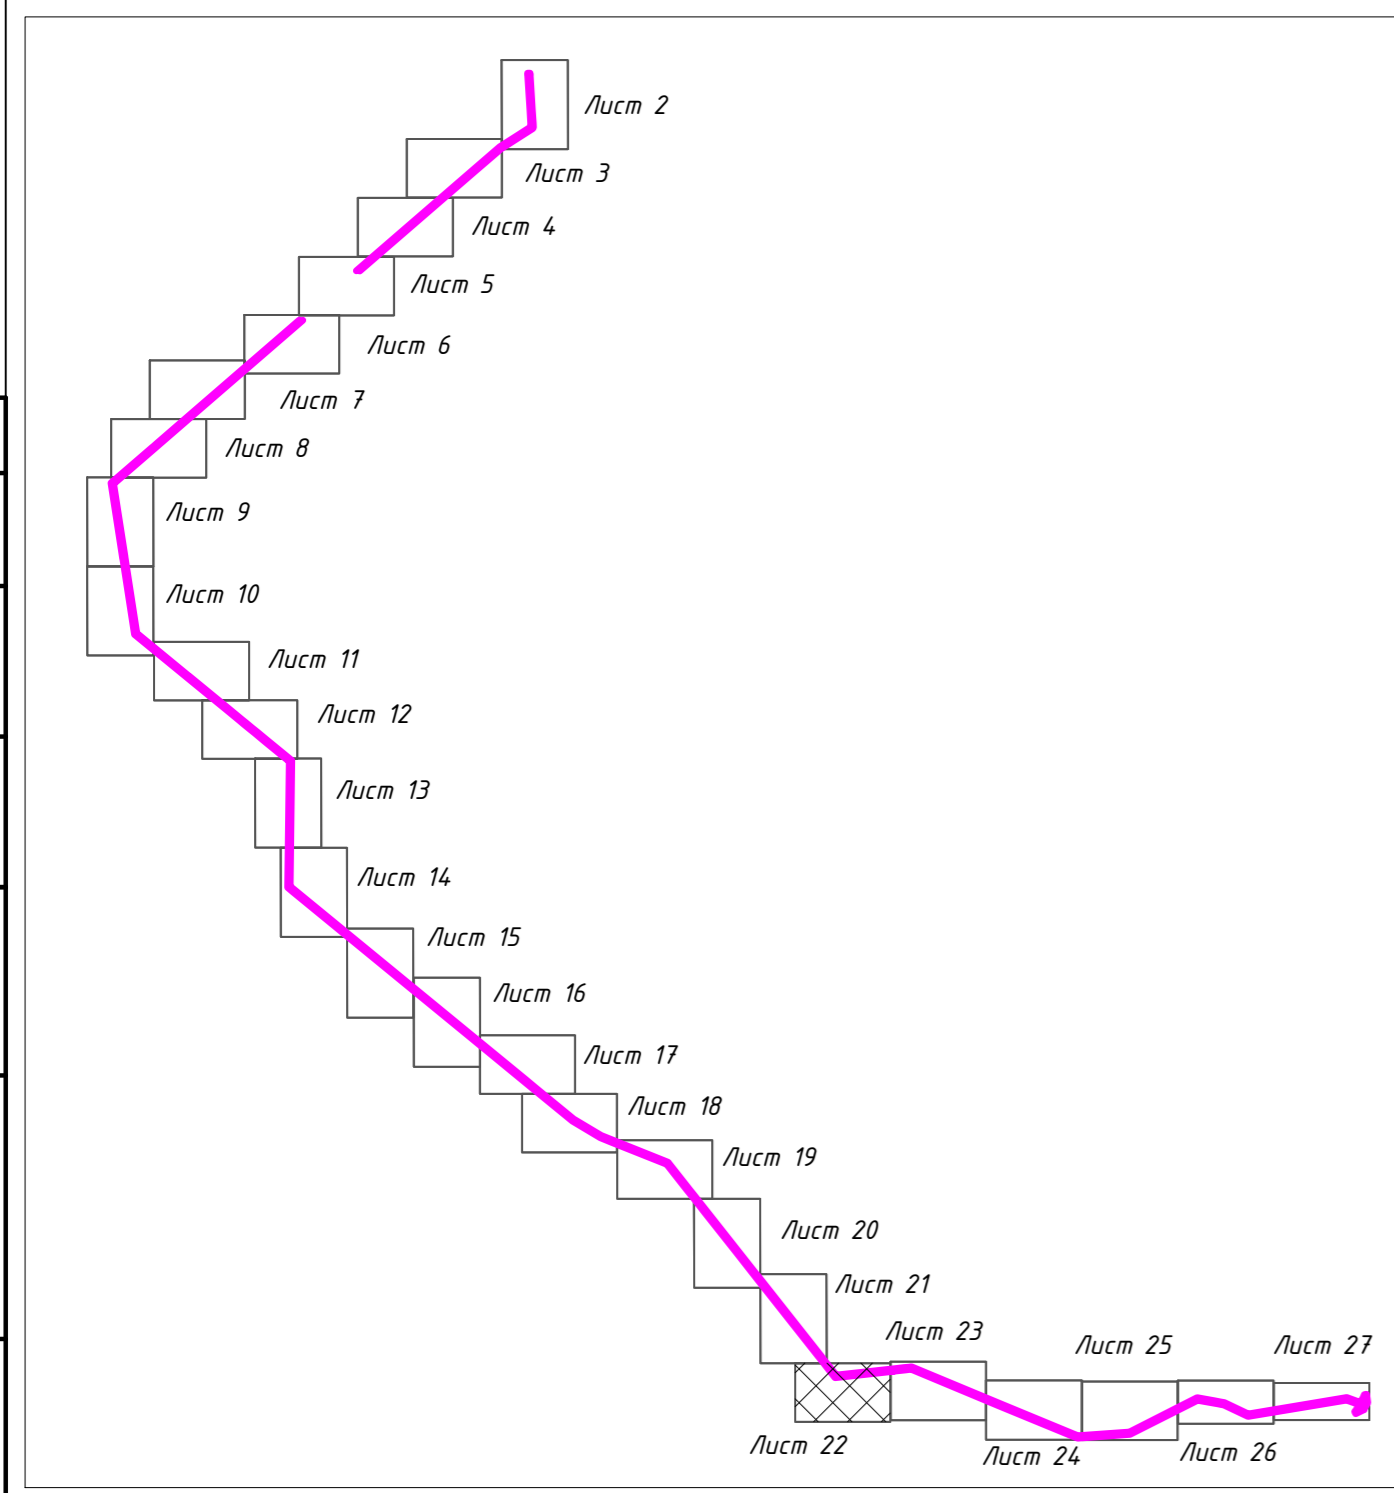 Лист 2
Лист 3
Лист 4
Лист 5
Лист 6
Лист 7
Лист 8
Лист 9
Лист 10
Лист 11
Лист 12
Лист 13
Лист 14
Лист 15
Лист 16
Лист 17
Лист 18
Лист 19
Лист 20
Лист 21
Лист 23
Лист 25
Лист 27
Лист 22
Лист 24
Лист 26